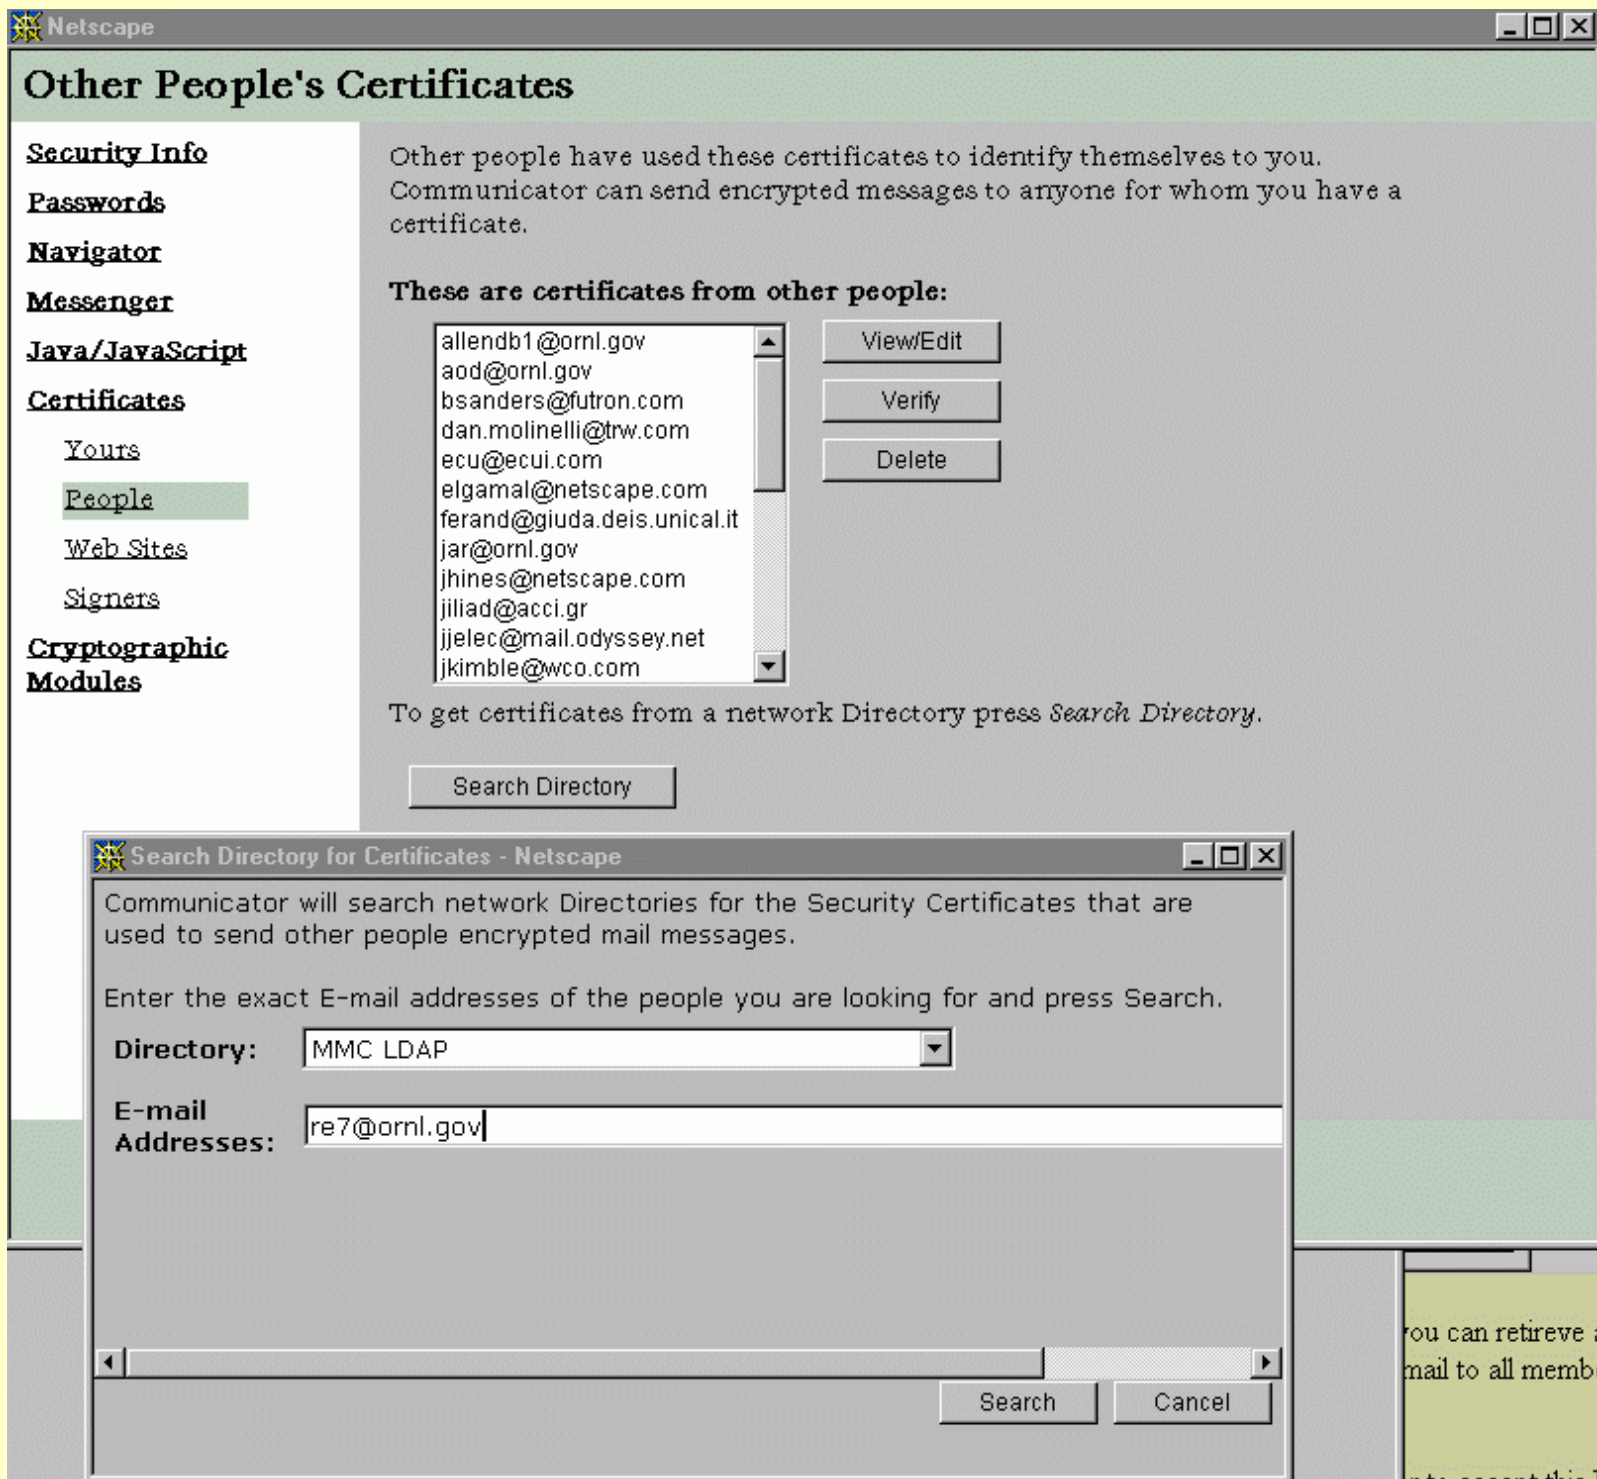 Netscape
Other People's Certificates
Security Info
Passwords
Navigator
Messenger
Java/JavaScript
Certificates
Yours
People
Web Sites
Signers
Cryptographic
Modules
Other people have used these certificates to identify themselves to you.
Communicator can send encrypted messages to anyone for whom you have a
certificate.
These are certificates from other people:
allendb1@ornl.gov
aod@ornl.gov
bsanders@futron.com
dan.molinelli@trw.com
ecu@ecui.com
elgamal@netscape.com
ferand@giuda.deis.unical.it
jar@ornl.gov
jhines@netscape.com
jiliad@acci.gr
jjelec@mail.odyssey.net
jkimble@wco.com
View/Edit
Verify
Delete
To get certificates from a network Directory press Search Directory.
Search Directory
Search Directory for Certificates - Netscape
Communicator will search network Directories for the Security Certificates that are
used to send other people encrypted mail messages.
Enter the exact E-mail addresses of the people you are looking for and press Search.
Directory:
MMC LDAP
E-mail
Addresses:
re7@ornl.gov
Search
Cancel
you can retireve
mail to all
accept this